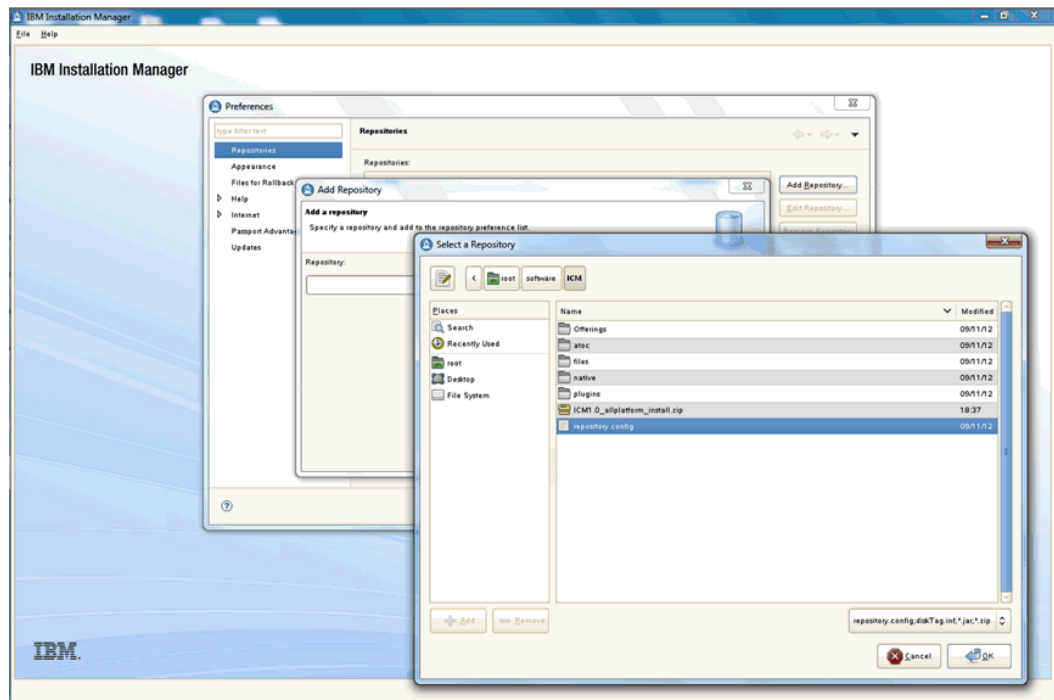 IBM Installation Manager
File Help
IBM Installation Manager
Preferences
type filter text
Repositories
Appearance
Files for Rollback
Help
Internet
Passport Advanta
Updates
Repositories
Repositories:
Add Repository...
Edit Repository...
Remove Repository
Add Repository
Add a repository
Specify a repository and add to the repository preference list.
Repository:
Select a Repository
root software ICM
Places
Search
Recently Used
root
Desktop
File System
Name Modified
Offerings 09/11/12
atoc 09/11/12
files 09/11/12
native 09/11/12
plugins 09/11/12
ICM1.0_allplatform_install.zip 18:37
repository.config 09/11/12
Add Remove
repository.config;diskTag.inf;*.jar;*.zip
Cancel OK
IBM.